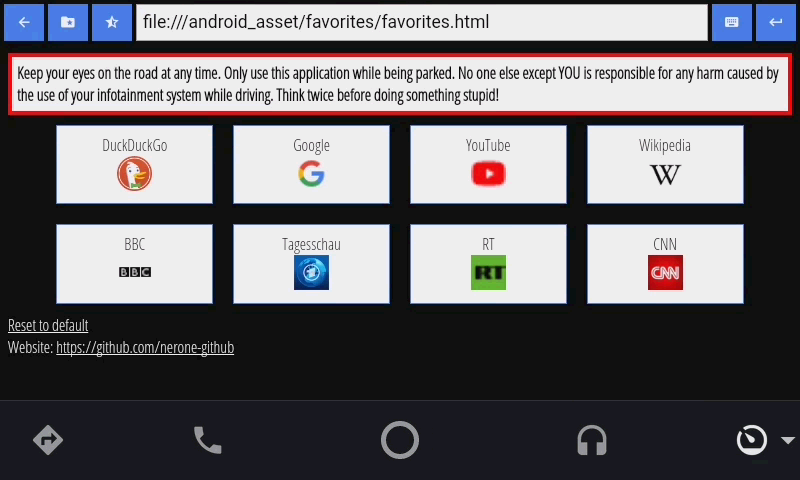 file:///android_asset/favorites/favorites.html
Keep your eyes on the road at any time. Only use this application while being parked. No one else except YOU is responsible for any harm caused by
the use of your infotainment system while driving. Think twice before doing something stupid!
DuckDuckGo
Google
YouTube
Wikipedia
G
W
BBC
Tagesschau
RT
CNN
BBC
RT
CNN
Reset to default
Website: https://github.com/nerone-github